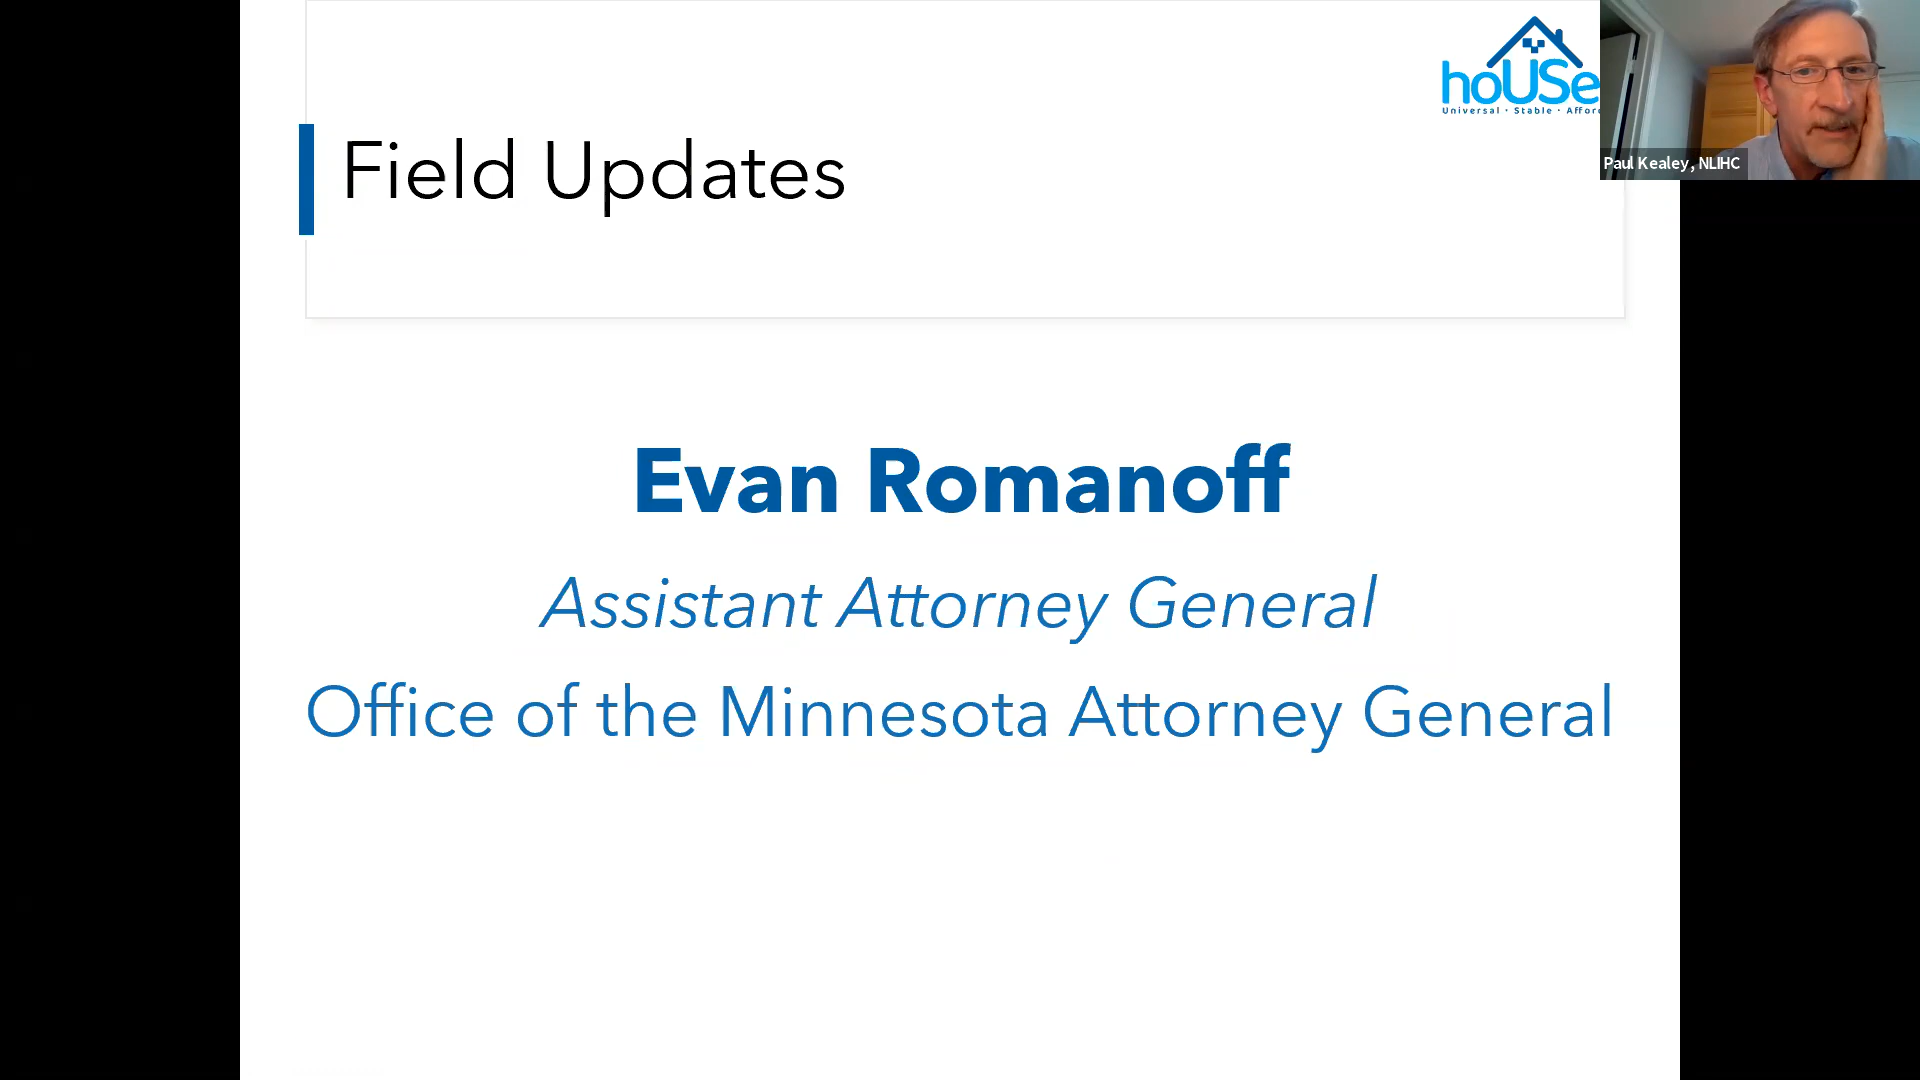 hoUSe
Universal · Stable · Affor
Paul Kealey, NLIHC
Field Updates
Evan Romanoff
Assistant Attorney General
Office of the Minnesota Attorney General